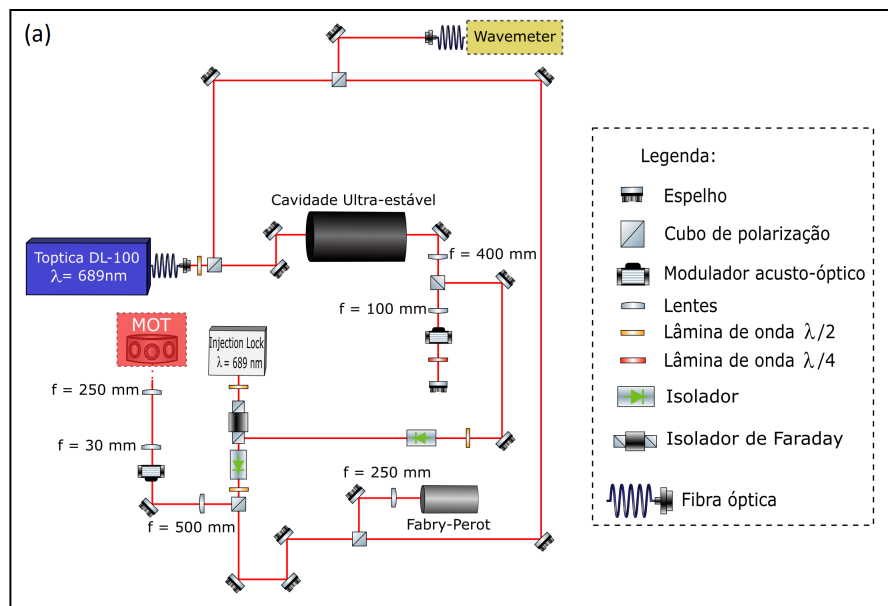 (a)
Wavemeter
Cavidade Ultra-estável
Toptica DL-100
λ= 689nm
f = 400 mm
f = 100 mm
MOT
Injection Lock
λ = 689 nm
f = 250 mm
f = 30 mm
f = 500 mm
f = 250 mm
Fabry-Perot
Legenda:
Espelho
Cubo de polarização
Modulador acusto-óptico
Lentes
Lâmina de onda λ/2
Lâmina de onda λ/4
Isolador
Isolador de Faraday
Fibra óptica